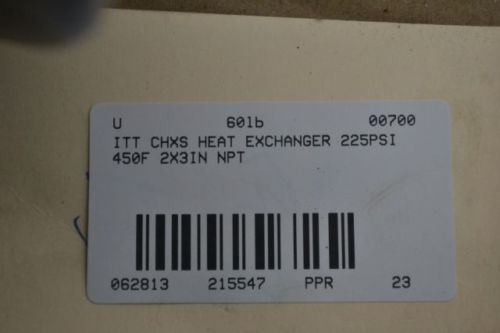 U 601b 00700
ITT CHXS HEAT EXCHANGER 225PSI
450F 2X3IN NPT
062813 215547 PPR 23